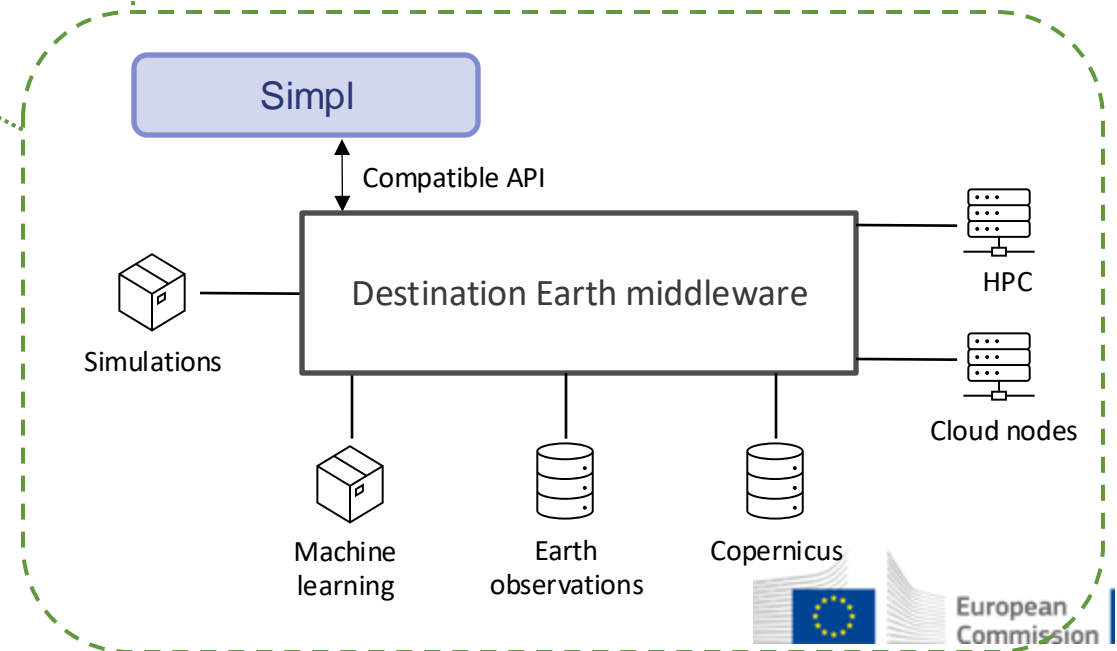 Simpl
Compatible API
Destination Earth middleware
HPC
Simulations
Cloud nodes
Machine
learning
Earth
observations
Copernicus
European
Commission